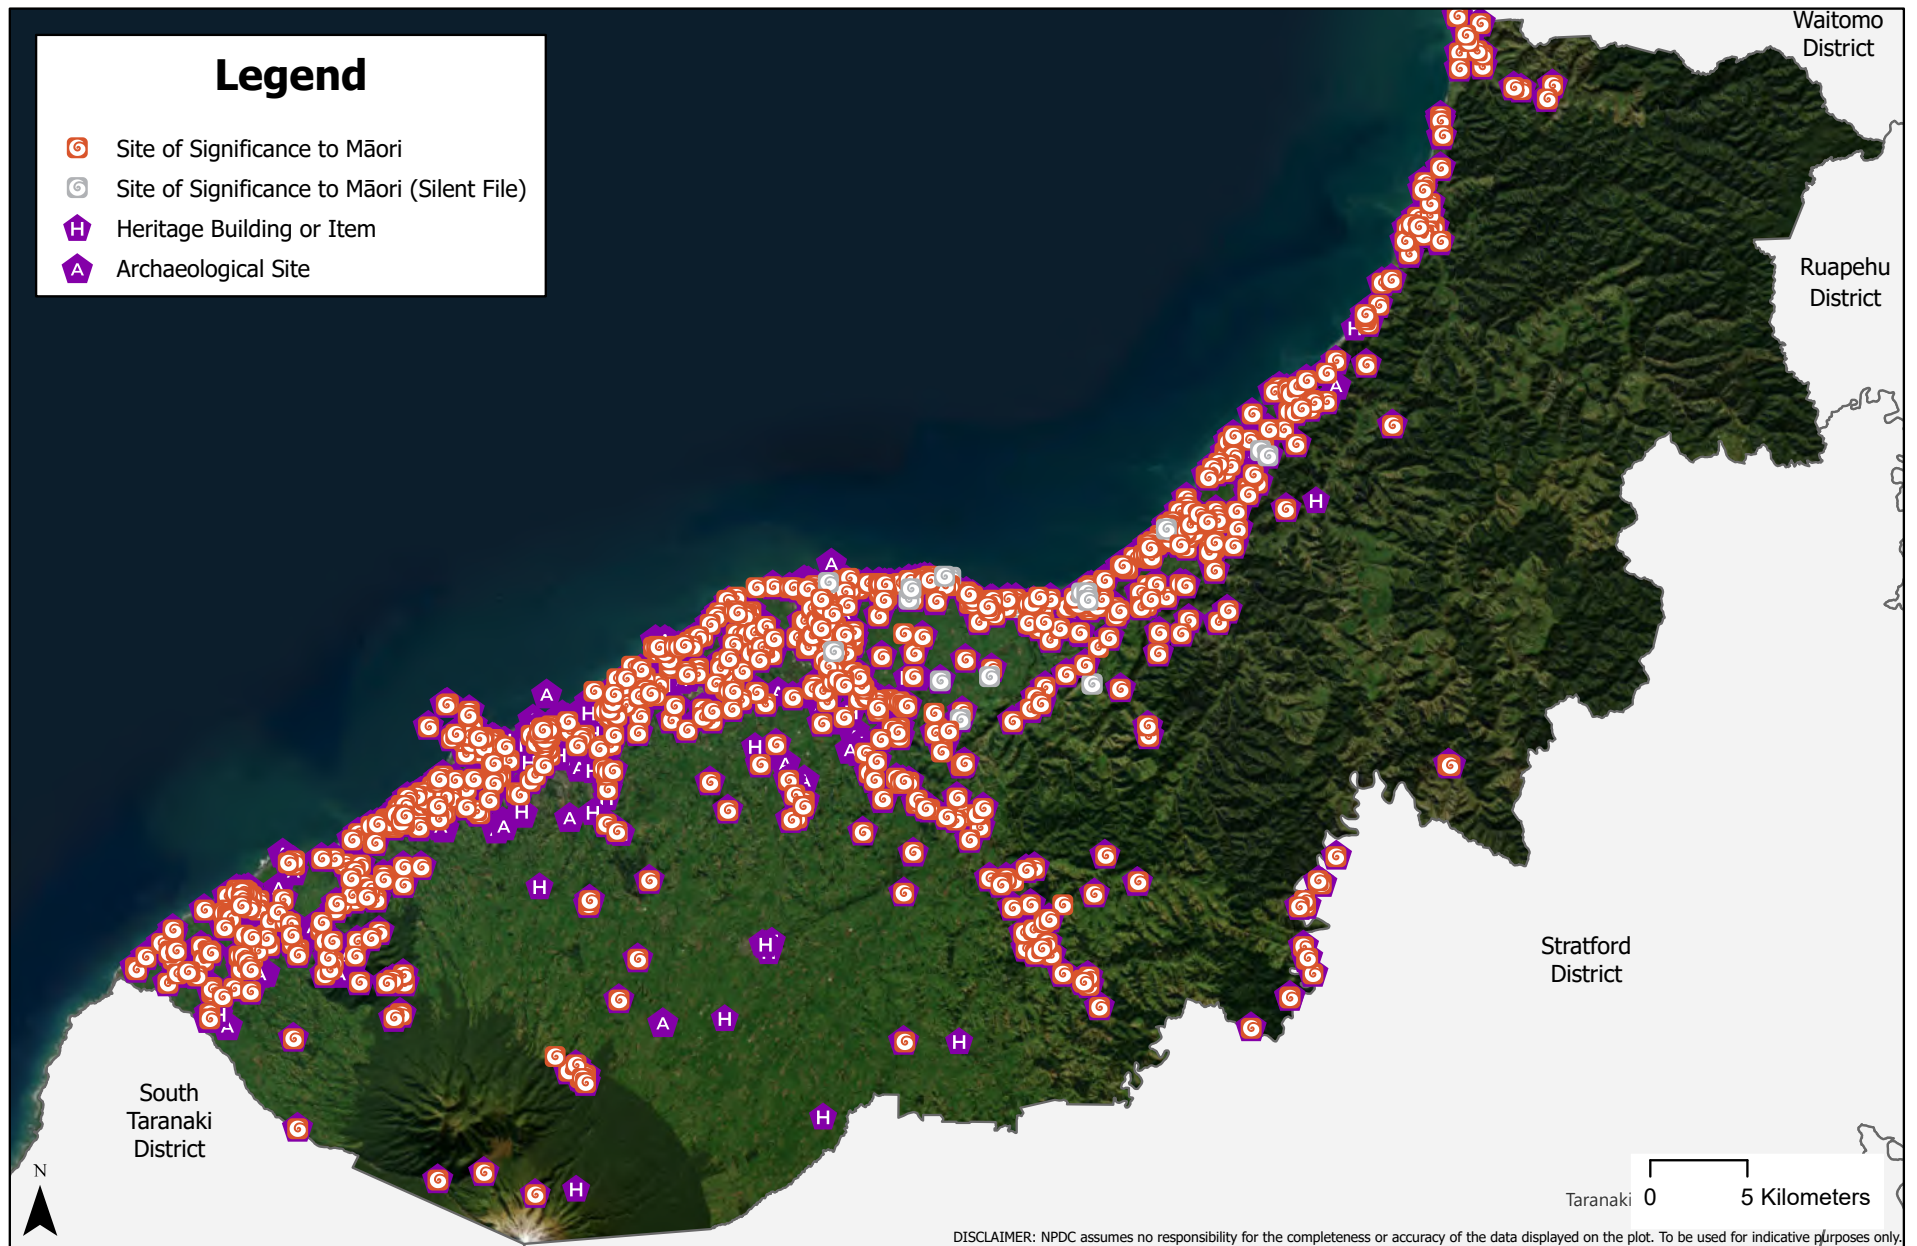 Legend
Site of Significance to Māori
Site of Significance to Māori (Silent File)
Heritage Building or Item
Archaeological Site
Waitomo
District
Ruapehu
District
Stratford
District
South
Taranaki
District
N
Taranaki
0 5 Kilometers
DISCLAIMER: NPDC assumes no responsibility for the completeness or accuracy of the data displayed on the plot. To be used for indicative purposes only.